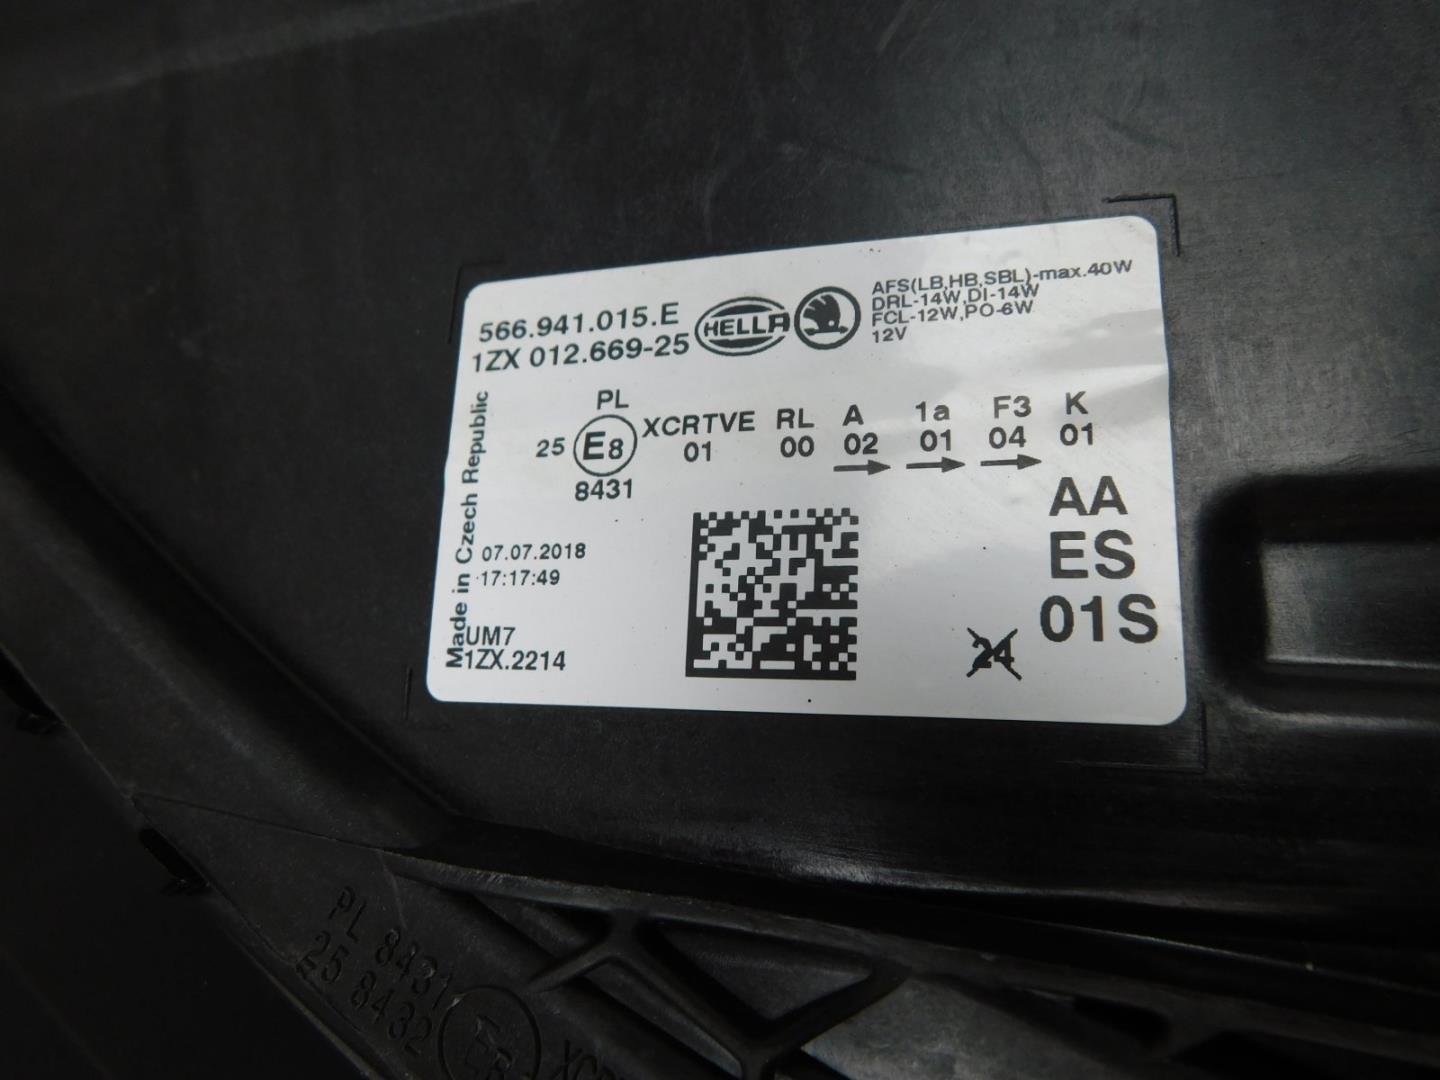 566.941.015.E
1ZX 012.669-25
HELLA
AFS(LB,HB,SBL)-max.40W
DRL-14W,DI-14W
FCL-12W,PO-6W
12V
Made in Czech Republic
PL
25 E8
8431
XCRTVE RL A 1a F3 K
01 00 02 01 04 01
AA
ES
01S
07.07.2018
17:17:49
UM7
1ZX.2214
24
PL 8431
25 8432